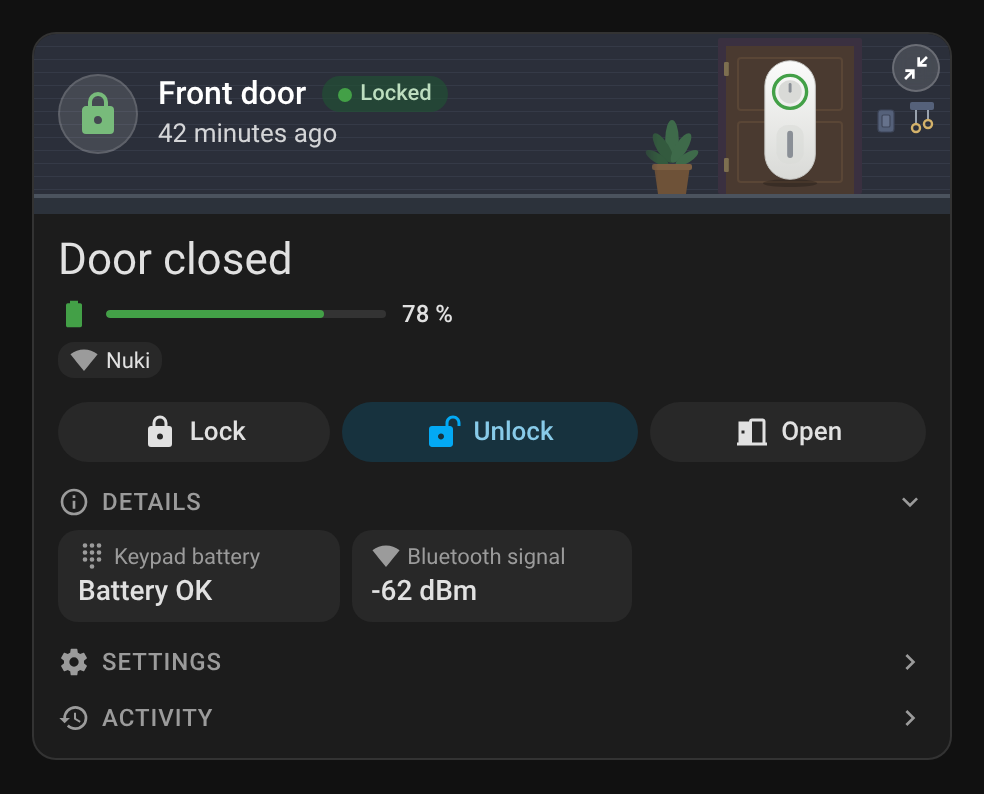 Front door
Locked
42 minutes ago
Door closed
78 %
Nuki
Lock
Unlock
Open
DETAILS
Keypad battery
Battery OK
Bluetooth signal
-62 dBm
SETTINGS
ACTIVITY